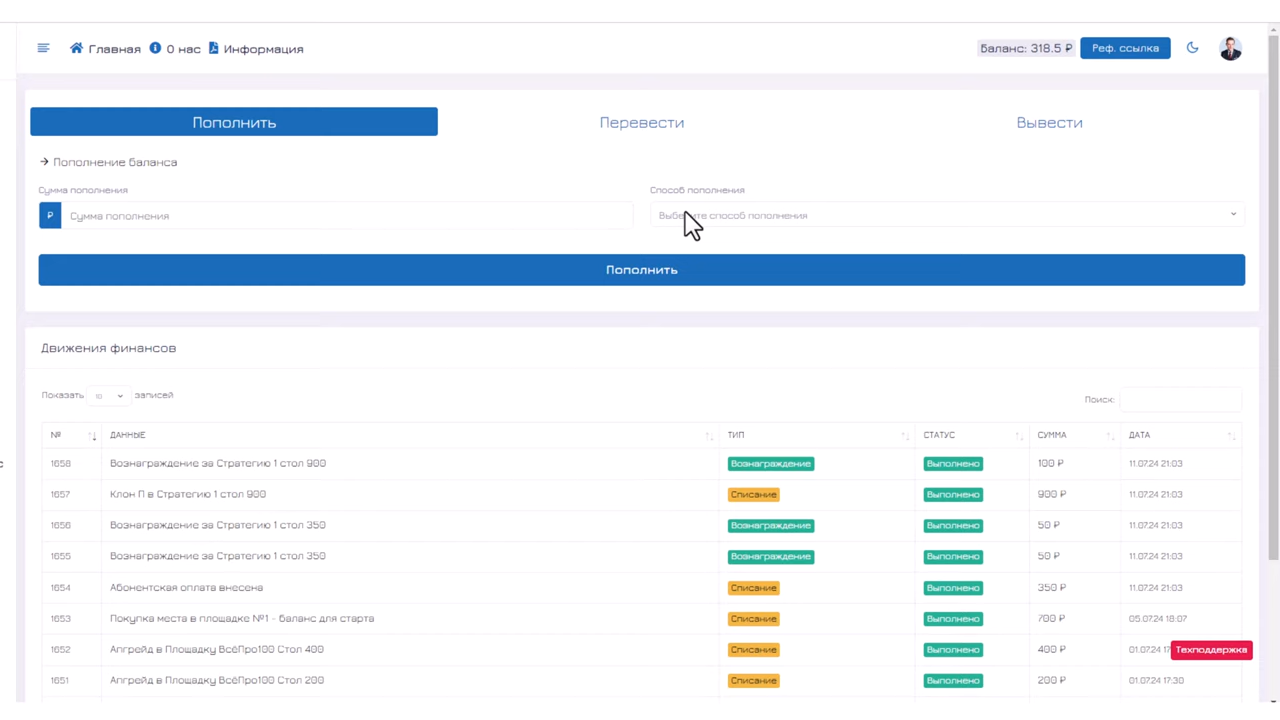 Главная О нас Информация Баланс: 318.5 ₽ Реф. ссылка
Пополнить Перевести Вывести
→ Пополнение баланса
Сумма пополнения Способ пополнения
₽ Сумма пополнения Выберите способ пополнения
Пополнить
Движения финансов
Показать 10 записей Поиск:
№ ДАННЫЕ ТИП СТАТУС СУММА ДАТА
1658 Вознаграждение за Стратегию 1 стол 900 Вознаграждение Выполнено 100 ₽ 11.07.24 21:03
1657 Клон П в Стратегию 1 стол 900 Списание Выполнено 900 ₽ 11.07.24 21:03
1656 Вознаграждение за Стратегию 1 стол 350 Вознаграждение Выполнено 50 ₽ 11.07.24 21:03
1655 Вознаграждение за Стратегию 1 стол 350 Вознаграждение Выполнено 50 ₽ 11.07.24 21:03
1654 Абонентская оплата внесена Списание Выполнено 350 ₽ 11.07.24 21:03
1653 Покупка места в площадке №1 - баланс для старта Списание Выполнено 700 ₽ 05.07.24 18:07
1652 Апгрейд в Площадку ВсёПро100 Стол 400 Списание Выполнено 400 ₽ 01.07.24 Техподдержка
1651 Апгрейд в Площадку ВсёПро100 Стол 200 Списание Выполнено 200 ₽ 01.07.24 17:30